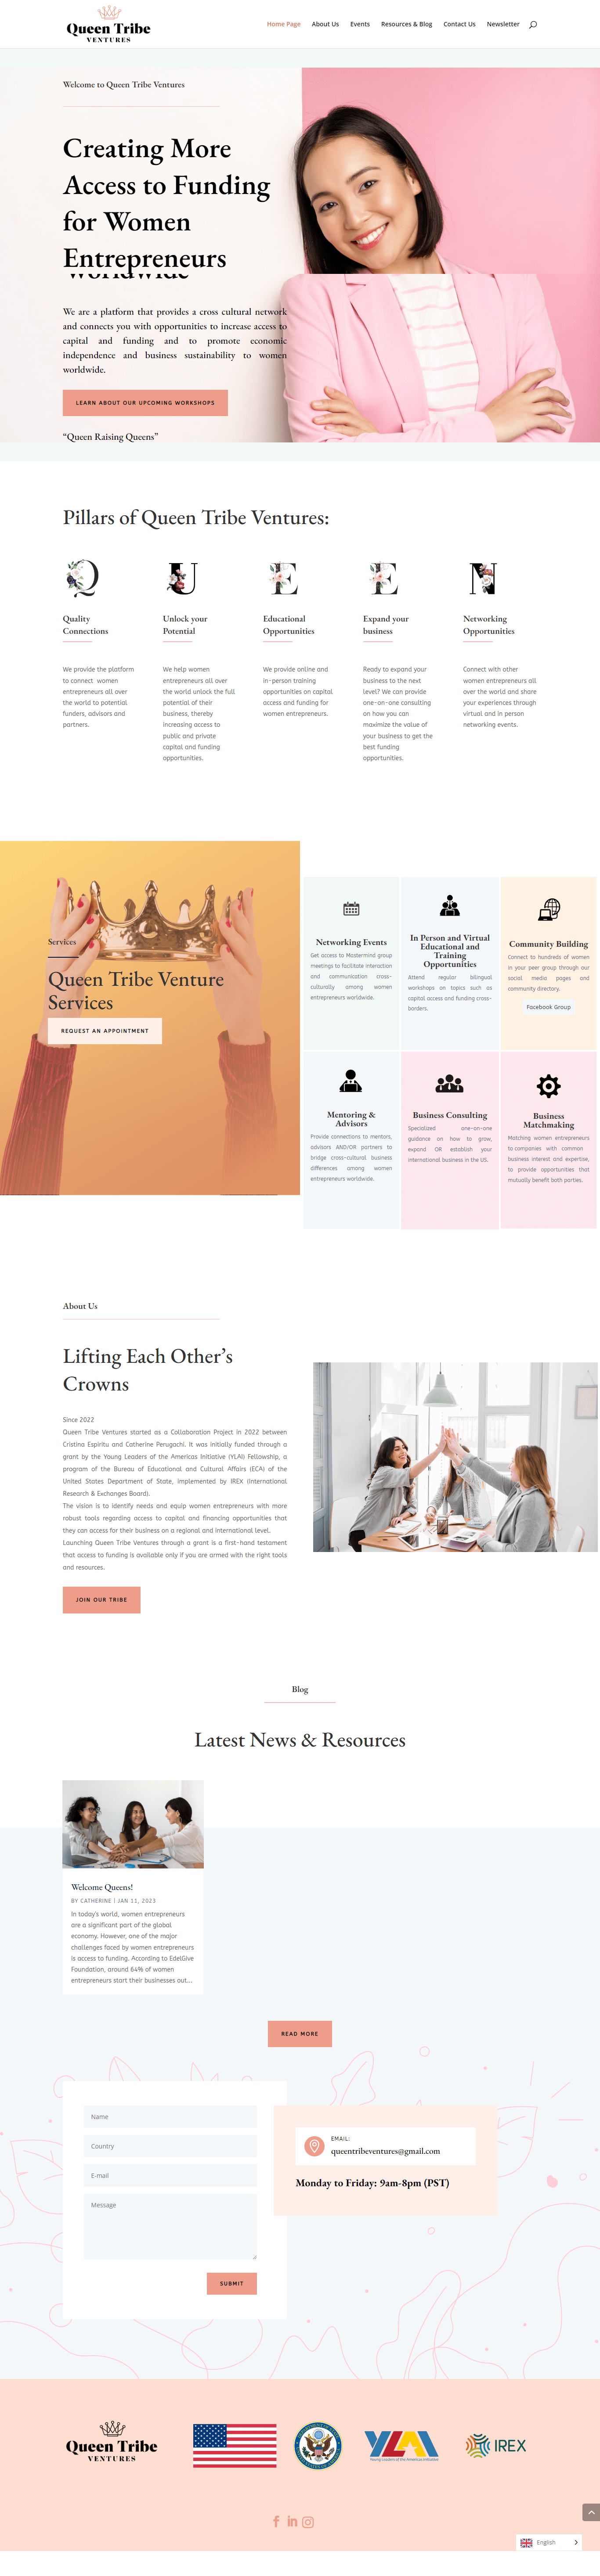 Queen Tribe
VENTURES
Home Page
About Us
Events
Resources & Blog
Contact Us
Newsletter
Welcome to Queen Tribe Ventures
Creating More
Access to Funding
for Women
Entrepreneurs
Worldwide
We are a platform that provides a cross cultural network
and connects you with opportunities to increase access to
capital and funding and to promote economic
independence and business sustainability to women
worldwide.
LEARN ABOUT OUR UPCOMING WORKSHOPS
“Queen Raising Queens”
Pillars of Queen Tribe Ventures:
Q
Quality
Connections
We provide the platform
to connect women
entrepreneurs all over
the world to potential
funders, advisors and
partners.
U
Unlock your
Potential
We help women
entrepreneurs all over
the world unlock the full
potential of their
business, thereby
increasing access to
public and private
capital and funding
opportunities.
E
Educational
Opportunities
We provide online and
in-person training
opportunities on capital
access and funding for
women entrepreneurs.
E
Expand your
business
Ready to expand your
business to the next
level? We can provide
one-on-one consulting
on how you can
maximize the value of
your business to get the
best funding
opportunities.
N
Networking
Opportunities
Connect with other
women entrepreneurs all
over the world and share
your experiences through
virtual and in person
networking events.
Services
Queen Tribe Venture
Services
REQUEST AN APPOINTMENT
Networking Events
Get access to Mastermind group
meetings to facilitate interaction
and communication cross-
culturally among women
entrepreneurs worldwide.
In Person and Virtual
Educational and
Training
Opportunities
Attend regular bilingual
workshops on topics such as
capital access and funding cross-
borders.
Community Building
Connect to hundreds of women
in your peer group through our
social media pages and
community directory.
Facebook Group
Mentoring &
Advisors
Provide connections to mentors,
advisors AND/OR partners to
bridge cross-cultural business
differences among women
entrepreneurs worldwide.
Business Consulting
Specialized one-on-one
guidance on how to grow,
expand OR establish your
international business in the US.
Business
Matchmaking
Matching women entrepreneurs
to companies with common
business interest and expertise,
to provide opportunities that
mutually benefit both parties.
About Us
Lifting Each Other’s
Crowns
Since 2022
Queen Tribe Ventures started as a Collaboration Project in 2022 between
Cristina Espiritu and Catherine Perugachi. It was initially funded through a
grant by the Young Leaders of the Americas Initiative (YLAI) Fellowship, a
program of the Bureau of Educational and Cultural Affairs (ECA) of the
United States Department of State, implemented by IREX (International
Research & Exchanges Board).
The vision is to identify needs and equip women entrepreneurs with more
robust tools regarding access to capital and financing opportunities that
they can access for their business on a regional and international level.
Launching Queen Tribe Ventures through a grant is a first-hand testament
that access to funding is available only if you are armed with the right tools
and resources.
JOIN OUR TRIBE
Blog
Latest News & Resources
Welcome Queens!
BY CATHERINE | JAN 11, 2023
In today's world, women entrepreneurs
are a significant part of the global
economy. However, one of the major
challenges faced by women entrepreneurs
is access to funding. According to EdelGive
Foundation, around 64% of women
entrepreneurs start their businesses out...
READ MORE
Name
Country
E-mail
Message
SUBMIT
EMAIL:
queentribeventures@gmail.com
Monday to Friday: 9am-8pm (PST)
Queen Tribe
VENTURES
YLAI
Young Leaders of the Americas Initiative
IREX
English